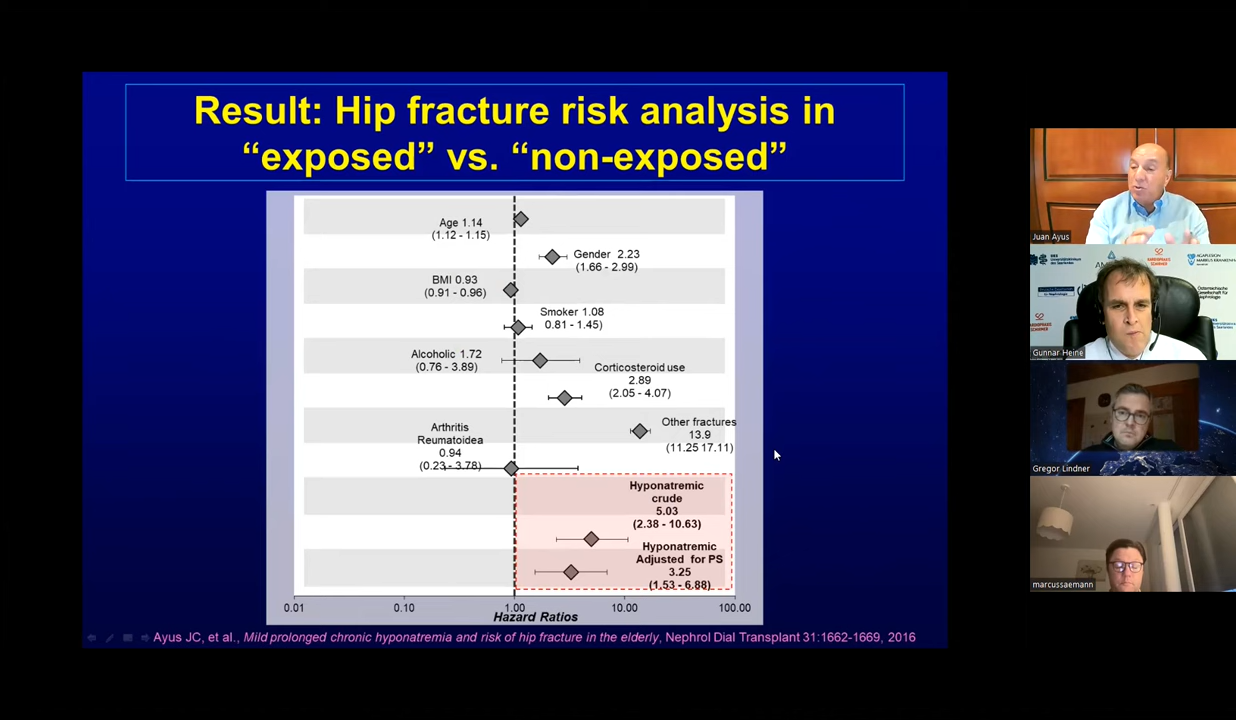 Result: Hip fracture risk analysis in
“exposed” vs. “non-exposed”
Age 1.14
(1.12 - 1.15)
Gender 2.23
(1.66 - 2.99)
BMI 0.93
(0.91 - 0.96)
Smoker 1.08
0.81 - 1.45)
Alcoholic 1.72
(0.76 - 3.89)
Corticosteroid use
2.89
(2.05 - 4.07)
Other fractures
13.9
(11.25 17.11)
Arthritis
Reumatoidea
0.94
(0.23 - 3.78)
Hyponatremic
crude
5.03
(2.38 - 10.63)
Hyponatremic
Adjusted for PS
3.25
(1.53 - 6.88)
0.01 0.10 1.00 10.00 100.00
Hazard Ratios
Ayus JC, et al., Mild prolonged chronic hyponatremia and risk of hip fracture in the elderly, Nephrol Dial Transplant 31:1662-1669, 2016
Juan Ayus
Gunnar Heine
Gregor Lindner
marcussaemann